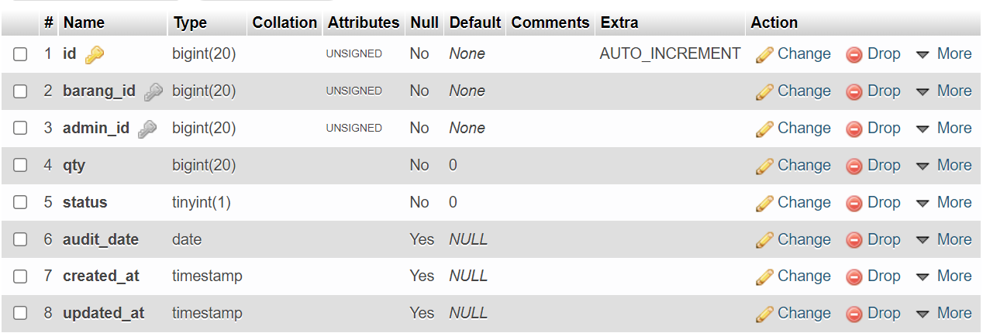 # Name Type Collation Attributes Null Default Comments Extra Action
1 id bigint(20) UNSIGNED No None AUTO_INCREMENT Change Drop More
2 barang_id bigint(20) UNSIGNED No None Change Drop More
3 admin_id bigint(20) UNSIGNED No None Change Drop More
4 qty bigint(20) No 0 Change Drop More
5 status tinyint(1) No 0 Change Drop More
6 audit_date date Yes NULL Change Drop More
7 created_at timestamp Yes NULL Change Drop More
8 updated_at timestamp Yes NULL Change Drop More